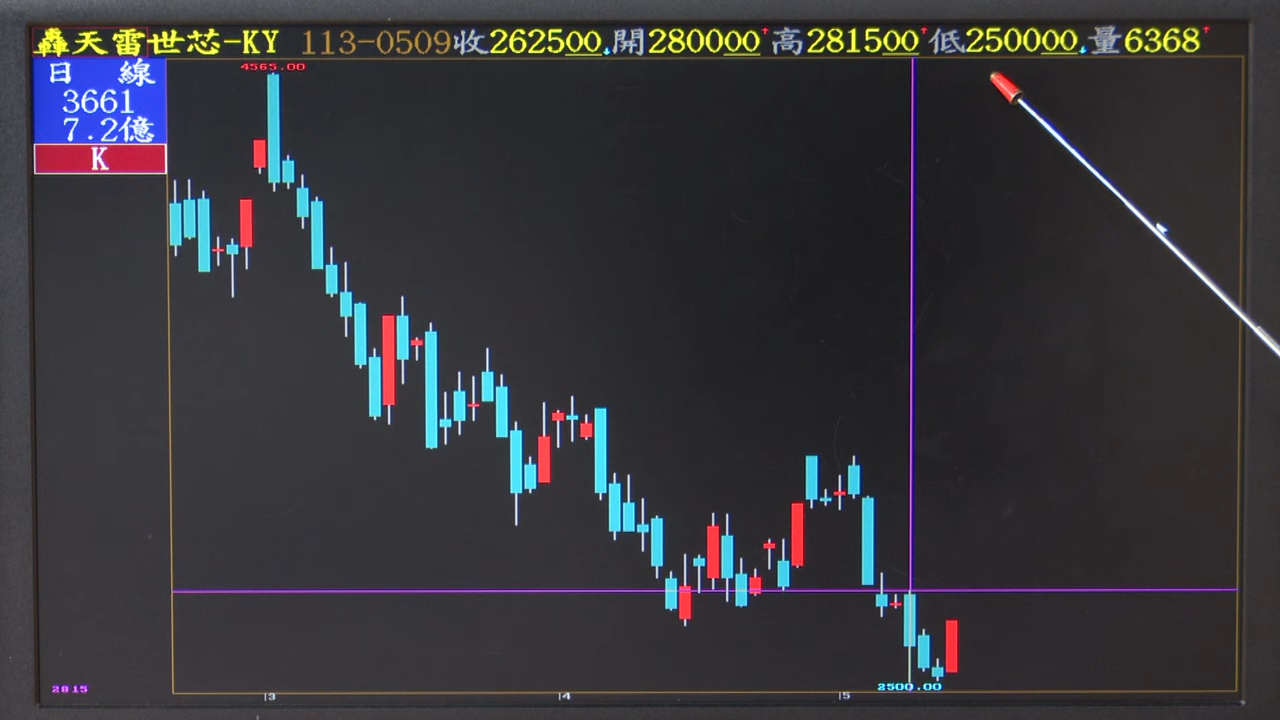 轟天雷世芯-KY 113-0509收262500↓開280000↑高281500↑低250000↓量6368↑
日 線
3661
7.2億
K
4565.00
2500.00
2815
3 4 5